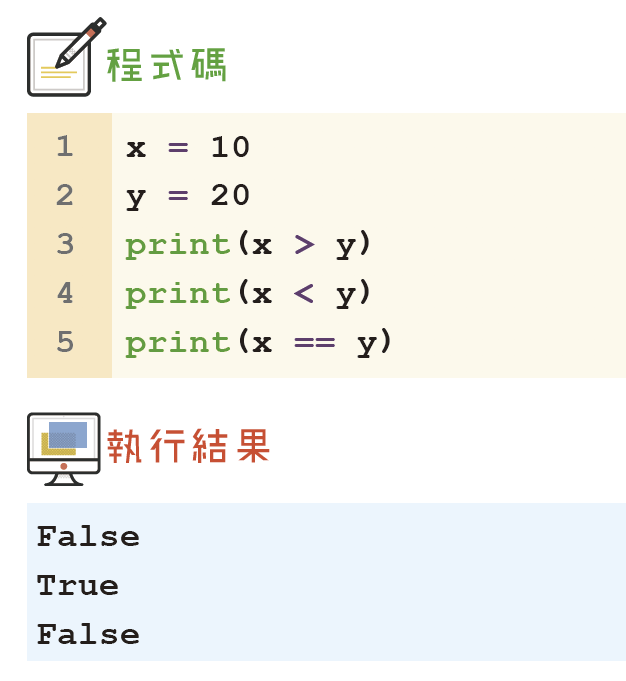 程式碼
1 x = 10
2 y = 20
3 print(x > y)
4 print(x < y)
5 print(x == y)
執行結果
False
True
False